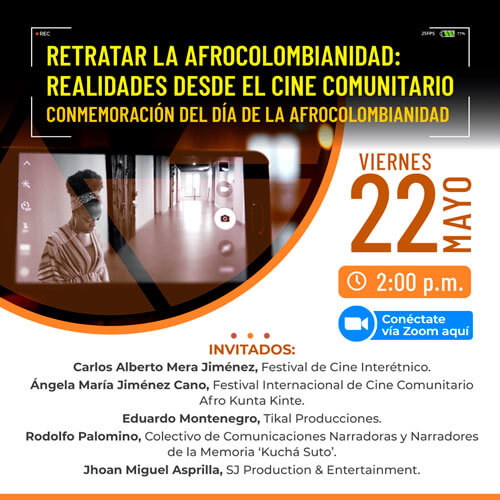 REC
25FPS 77%
RETRATAR LA AFROCOLOMBIANIDAD:
REALIDADES DESDE EL CINE COMUNITARIO
CONMEMORACIÓN DEL DÍA DE LA AFROCOLOMBIANIDAD
VIERNES
22
MAYO
2:00 p.m.
Conéctate
vía Zoom aquí
INVITADOS:
Carlos Alberto Mera Jiménez, Festival de Cine Interétnico.
Ángela María Jiménez Cano, Festival Internacional de Cine Comunitario
Afro Kunta Kinte.
Eduardo Montenegro, Tikal Producciones.
Rodolfo Palomino, Colectivo de Comunicaciones Narradoras y Narradores
de la Memoria ‘Kuchá Suto’.
Jhoan Miguel Asprilla, SJ Production & Entertainment.